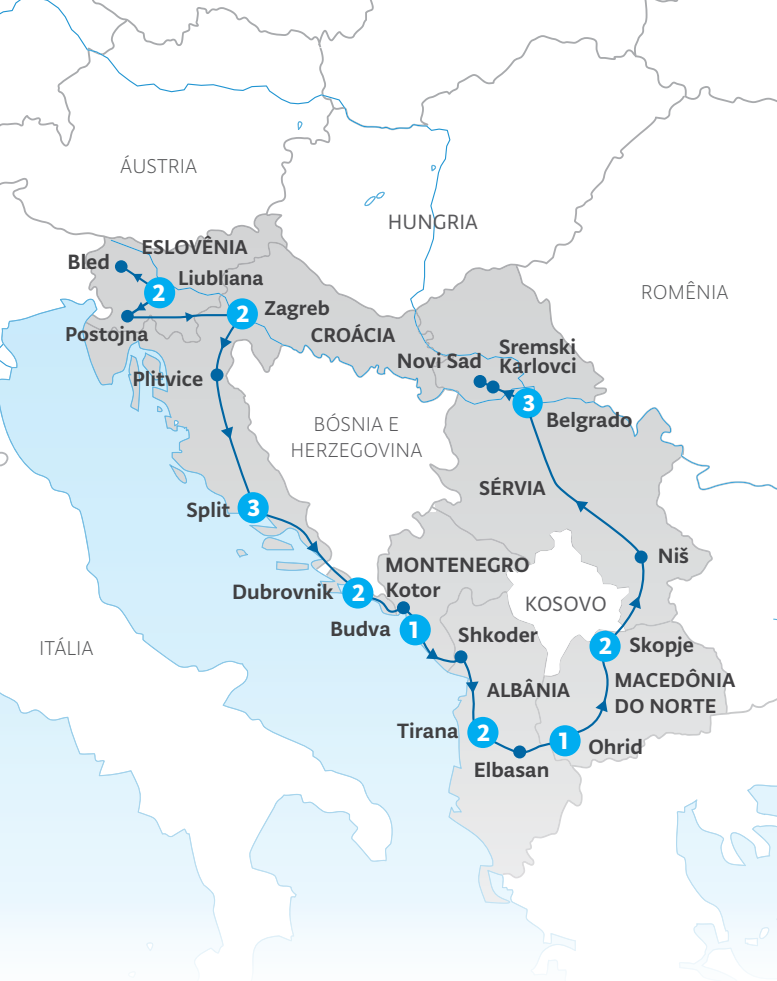 ÁUSTRIA
HUNGRIA
ESLOVÊNIA
Bled
Liubliana
2
ROMÊNIA
Postojna
2
Zagreb
CROÁCIA
Sremski
Karlovci
Novi Sad
Plitvice
3
Belgrado
BÓSNIA E
HERZEGOVINA
SÉRVIA
Split
3
Niš
MONTENEGRO
Dubrovnik
2
Kotor
KOSOVO
Budva
1
Shkoder
ITÁLIA
2
Skopje
ALBÂNIA
MACEDÔNIA
DO NORTE
Tirana
2
1
Ohrid
Elbasan